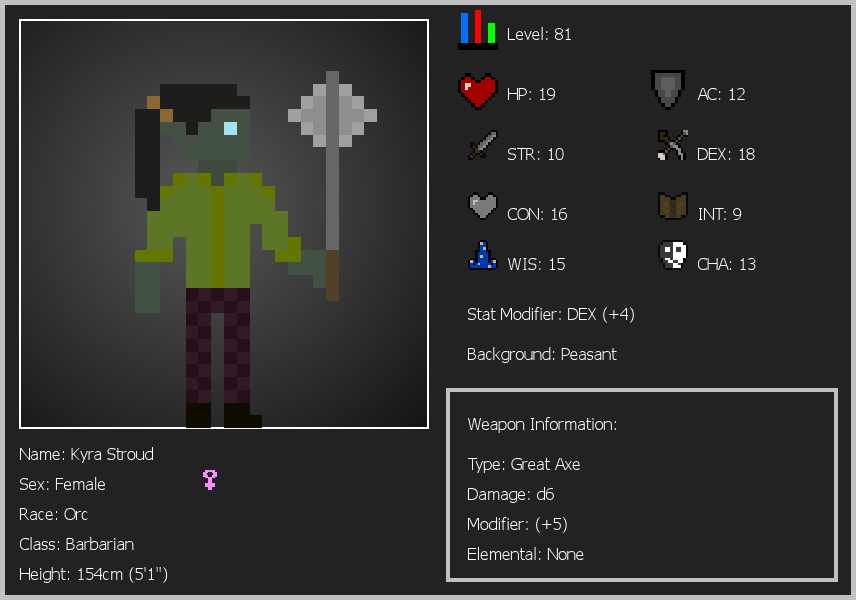 Level: 81
HP: 19
AC: 12
STR: 10
DEX: 18
CON: 16
INT: 9
WIS: 15
CHA: 13
Stat Modifier: DEX (+4)
Background: Peasant
Weapon Information:
Type: Great Axe
Damage: d6
Modifier: (+5)
Elemental: None
Name: Kyra Stroud
Sex: Female
Race: Orc
Class: Barbarian
Height: 154cm (5'1")